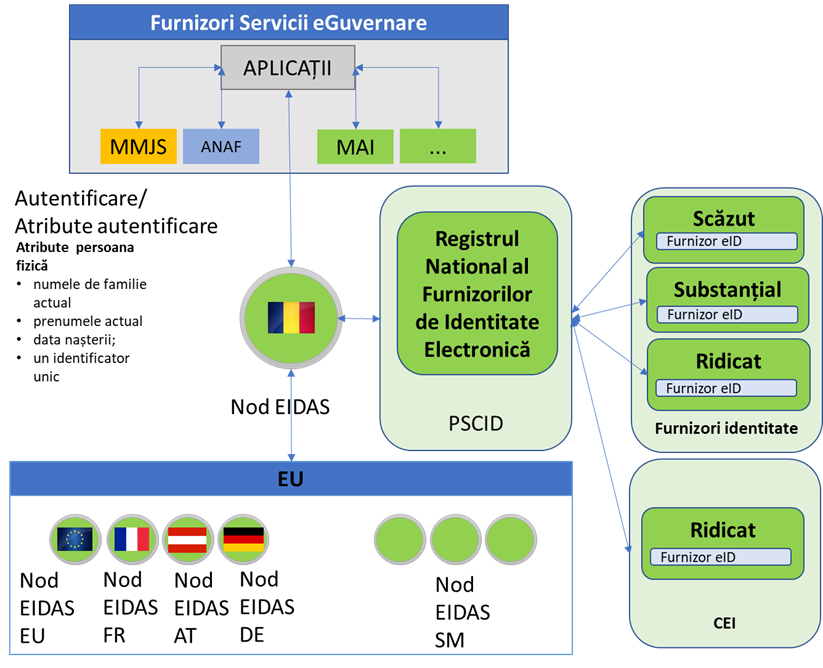 Furnizori Servicii eGuvernare
APLICAȚII
MMJS
ANAF
MAI
...
Autentificare/
Atribute autentificare
Atribute persoana
fizică
• numele de familie
actual
• prenumele actual
• data nașterii;
• un identificator
unic
Nod EIDAS
Registrul
Național al
Furnizorilor
de Identitate
Electronică
PSCID
Scăzut
Furnizor eID
Substanțial
Furnizor eID
Ridicat
Furnizor eID
Furnizori identitate
Ridicat
Furnizor eID
CEI
EU
Nod
EIDAS
EU
Nod
EIDAS
FR
Nod
EIDAS
AT
Nod
EIDAS
DE
Nod
EIDAS
SM